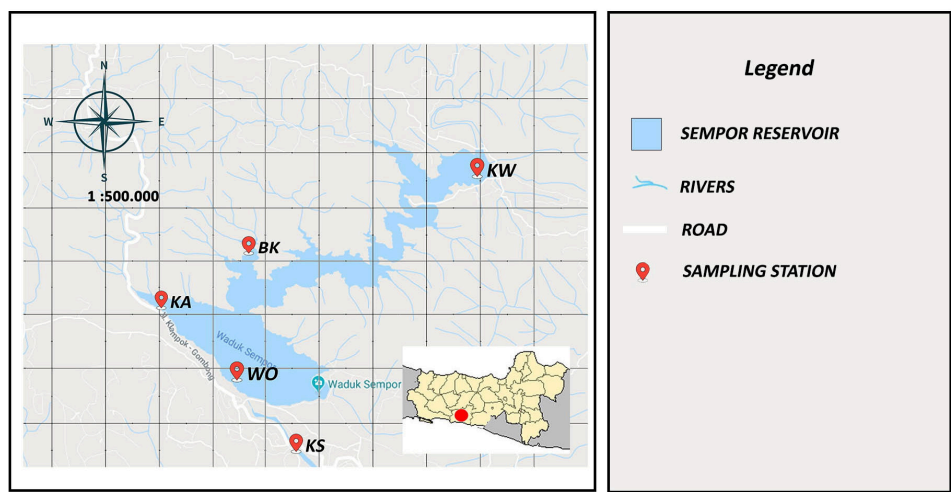 N
W
E
S
1 :500.000
KW
BK
KA
Jl Klampok - Gombong
Waduk Sempor
WO
Waduk Sempor
KS
Legend
SEMPOR RESERVOIR
RIVERS
ROAD
SAMPLING STATION